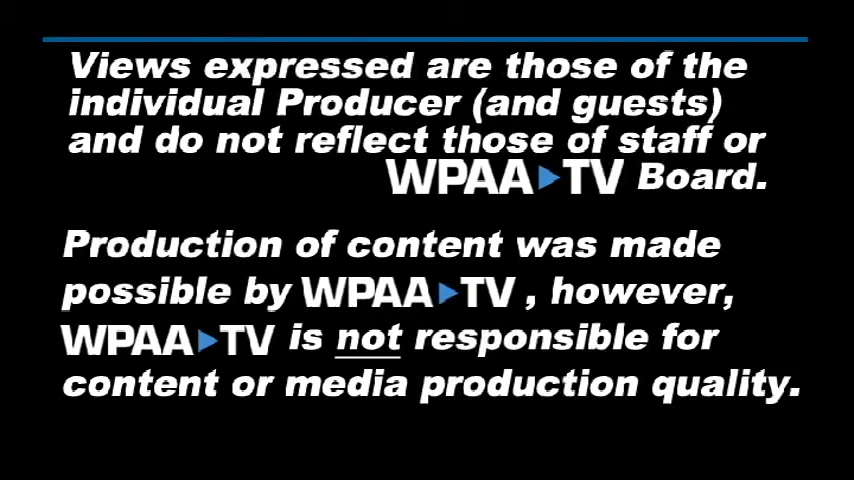 Views expressed are those of the
individual Producer (and guests)
and do not reflect those of staff or
WPAA TV Board.
Production of content was made
possible by WPAA TV , however,
WPAA TV is not responsible for
content or media production quality.